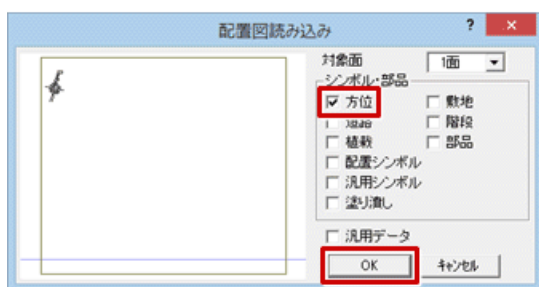 配置図読み込み ?
対象面 1面
シンボル・部品
方位 敷地
道路 階段
植栽 部品
配置シンボル
汎用シンボル
塗り潰し
汎用データ
OK キャンセル